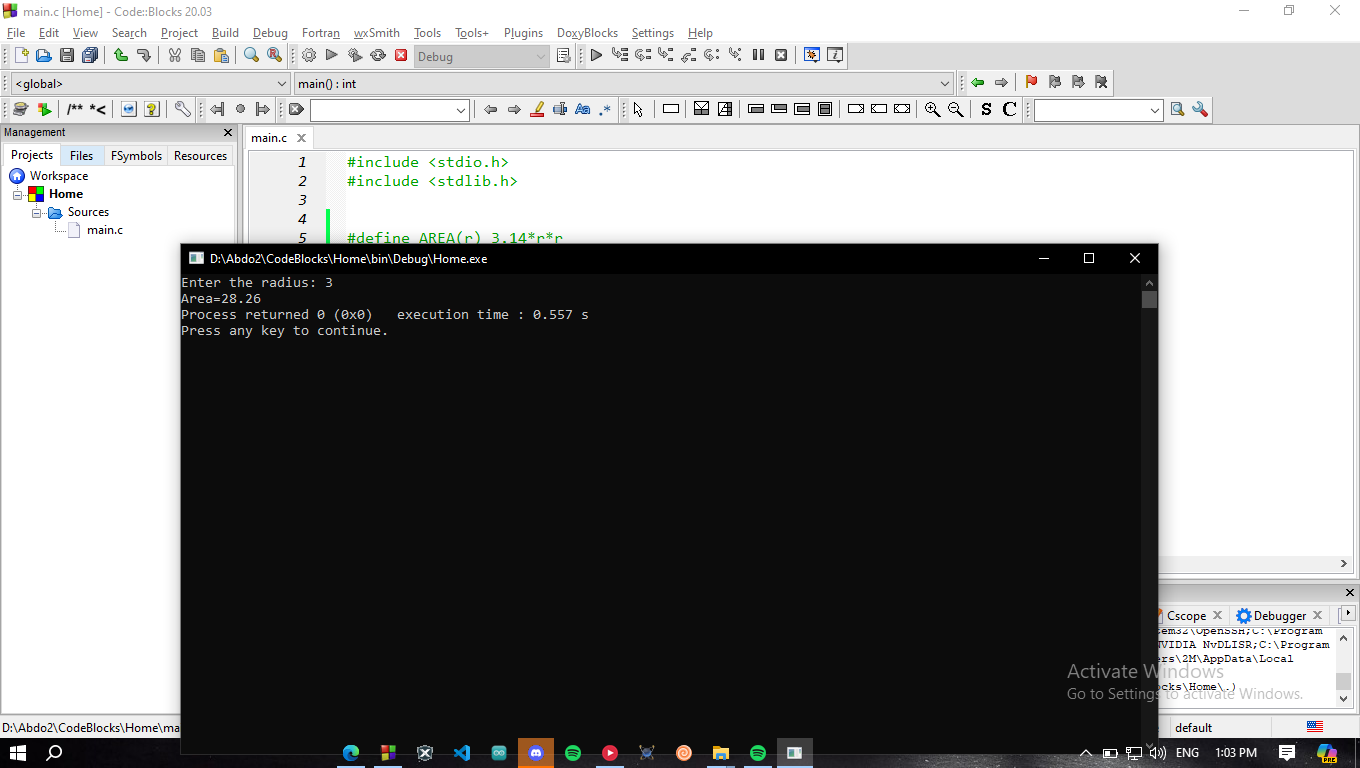 main.c [Home] - Code::Blocks 20.03
File Edit View Search Project Build Debug Fortran wxSmith Tools Tools+ Plugins DoxyBlocks Settings Help
Debug
<global> main() : int
/** *< Aa .* S C
Management
main.c
Projects Files FSymbols Resources
Workspace
Home
Sources
main.c
1 #include <stdio.h>
2 #include <stdlib.h>
3
4
5 #define AREA(r) 3.14*r*r
D:\Abdo2\CodeBlocks\Home\bin\Debug\Home.exe
Enter the radius: 3
Area=28.26
Process returned 0 (0x0)   execution time : 0.557 s
Press any key to continue.
Cscope Debugger
tem32\OpenSSH;C:\Program
NVIDIA NvDLISR;C:\Program
ers\2M\AppData\Local
ocks\Home\.)
Activate Windows
Go to Settings to activate Windows.
D:\Abdo2\CodeBlocks\Home\ma
default
ENG 1:03 PM
PRE